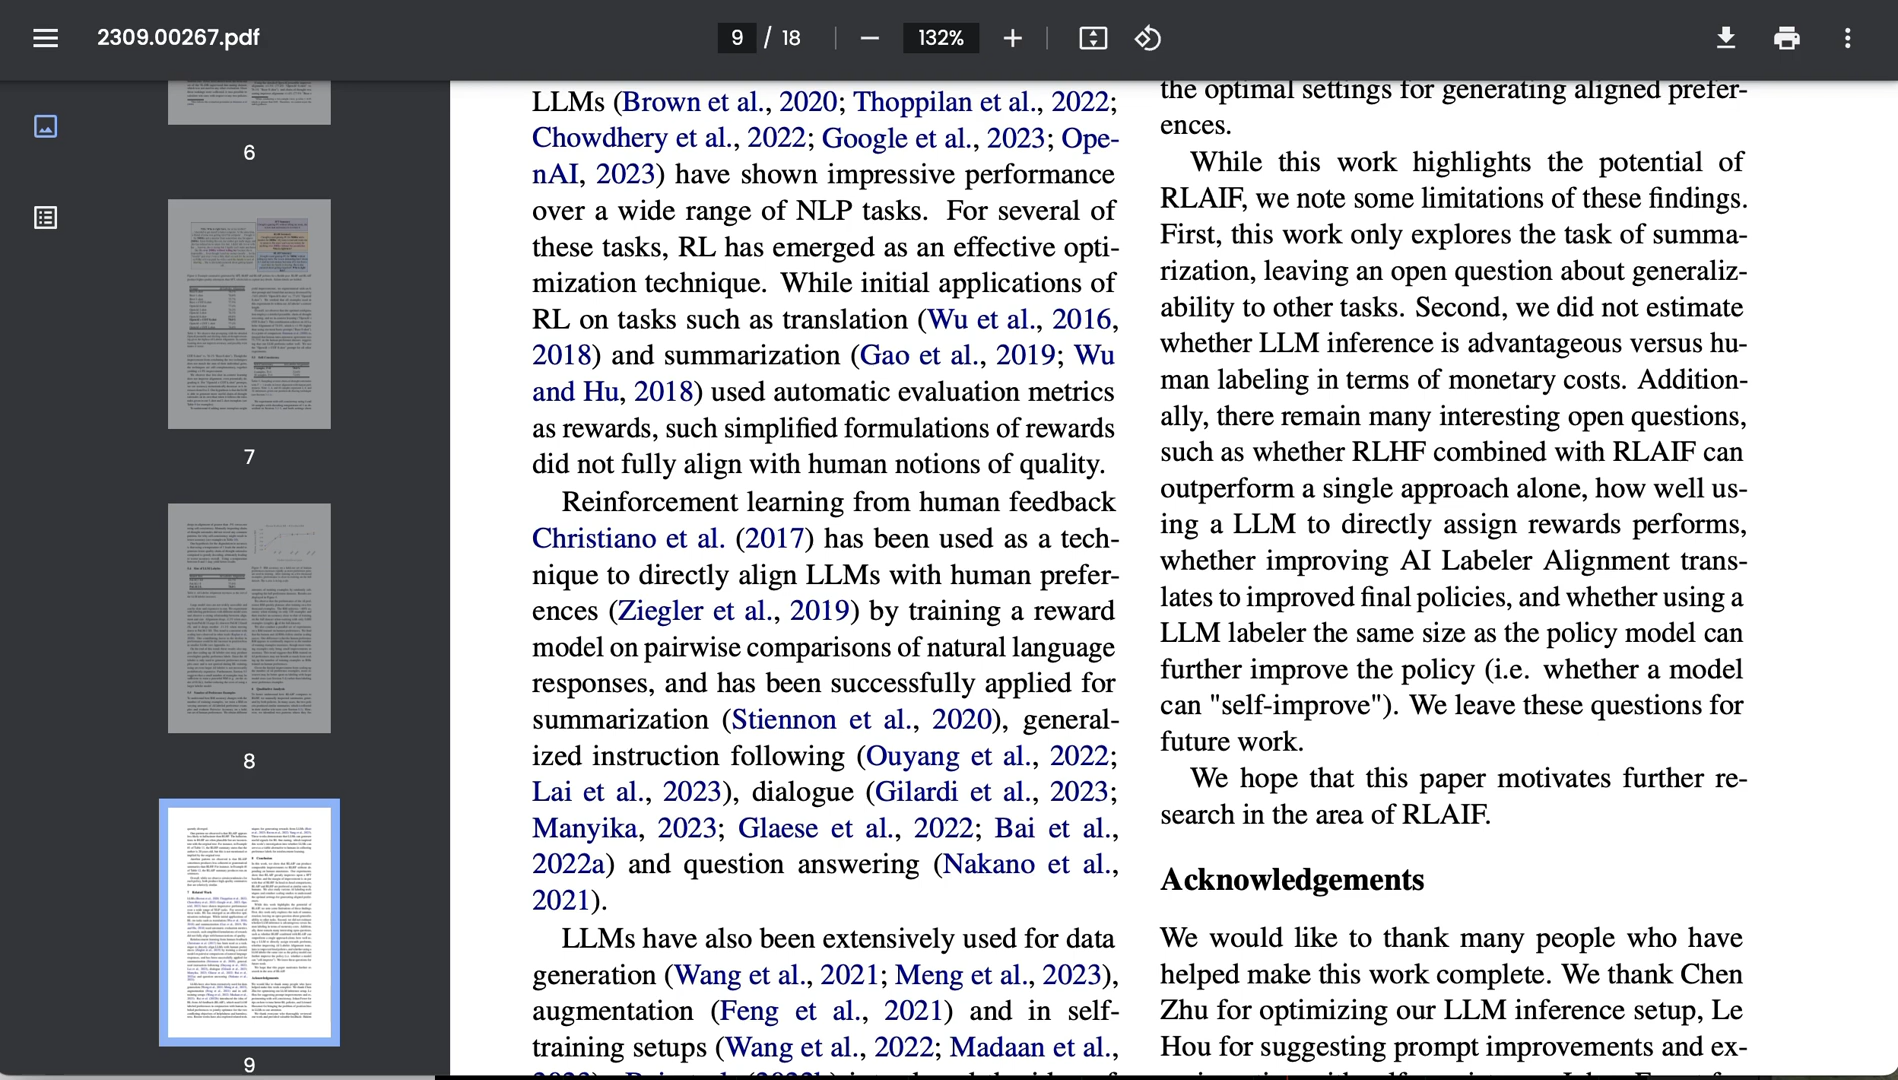 2309.00267.pdf
9 / 18
132%
6
7
8
9
LLMs (Brown et al., 2020; Thoppilan et al., 2022;
Chowdhery et al., 2022; Google et al., 2023; Ope-
nAI, 2023) have shown impressive performance
over a wide range of NLP tasks. For several of
these tasks, RL has emerged as an effective opti-
mization technique. While initial applications of
RL on tasks such as translation (Wu et al., 2016,
2018) and summarization (Gao et al., 2019; Wu
and Hu, 2018) used automatic evaluation metrics
as rewards, such simplified formulations of rewards
did not fully align with human notions of quality.
Reinforcement learning from human feedback
Christiano et al. (2017) has been used as a tech-
nique to directly align LLMs with human prefer-
ences (Ziegler et al., 2019) by training a reward
model on pairwise comparisons of natural language
responses, and has been successfully applied for
summarization (Stiennon et al., 2020), general-
ized instruction following (Ouyang et al., 2022;
Lai et al., 2023), dialogue (Gilardi et al., 2023;
Manyika, 2023; Glaese et al., 2022; Bai et al.,
2022a) and question answering (Nakano et al.,
2021).
LLMs have also been extensively used for data
generation (Wang et al., 2021; Meng et al., 2023),
augmentation (Feng et al., 2021) and in self-
training setups (Wang et al., 2022; Madaan et al.,
the optimal settings for generating aligned prefer-
ences.
While this work highlights the potential of
RLAIF, we note some limitations of these findings.
First, this work only explores the task of summa-
rization, leaving an open question about generaliz-
ability to other tasks. Second, we did not estimate
whether LLM inference is advantageous versus hu-
man labeling in terms of monetary costs. Addition-
ally, there remain many interesting open questions,
such as whether RLHF combined with RLAIF can
outperform a single approach alone, how well us-
ing a LLM to directly assign rewards performs,
whether improving AI Labeler Alignment trans-
lates to improved final policies, and whether using a
LLM labeler the same size as the policy model can
further improve the policy (i.e. whether a model
can "self-improve"). We leave these questions for
future work.
We hope that this paper motivates further re-
search in the area of RLAIF.
Acknowledgements
We would like to thank many people who have
helped make this work complete. We thank Chen
Zhu for optimizing our LLM inference setup, Le
Hou for suggesting prompt improvements and ex-